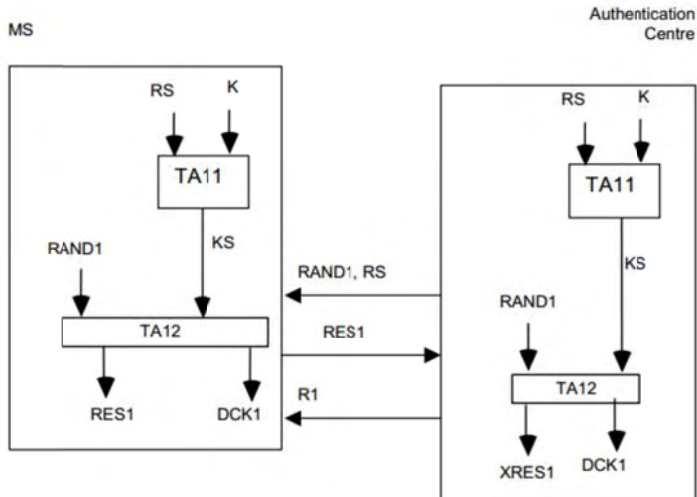 MS
Authentication
Centre
RS
K
TA11
KS
RAND1
TA12
RES1
DCK1
RAND1, RS
RES1
R1
RS
K
TA11
KS
RAND1
TA12
XRES1
DCK1